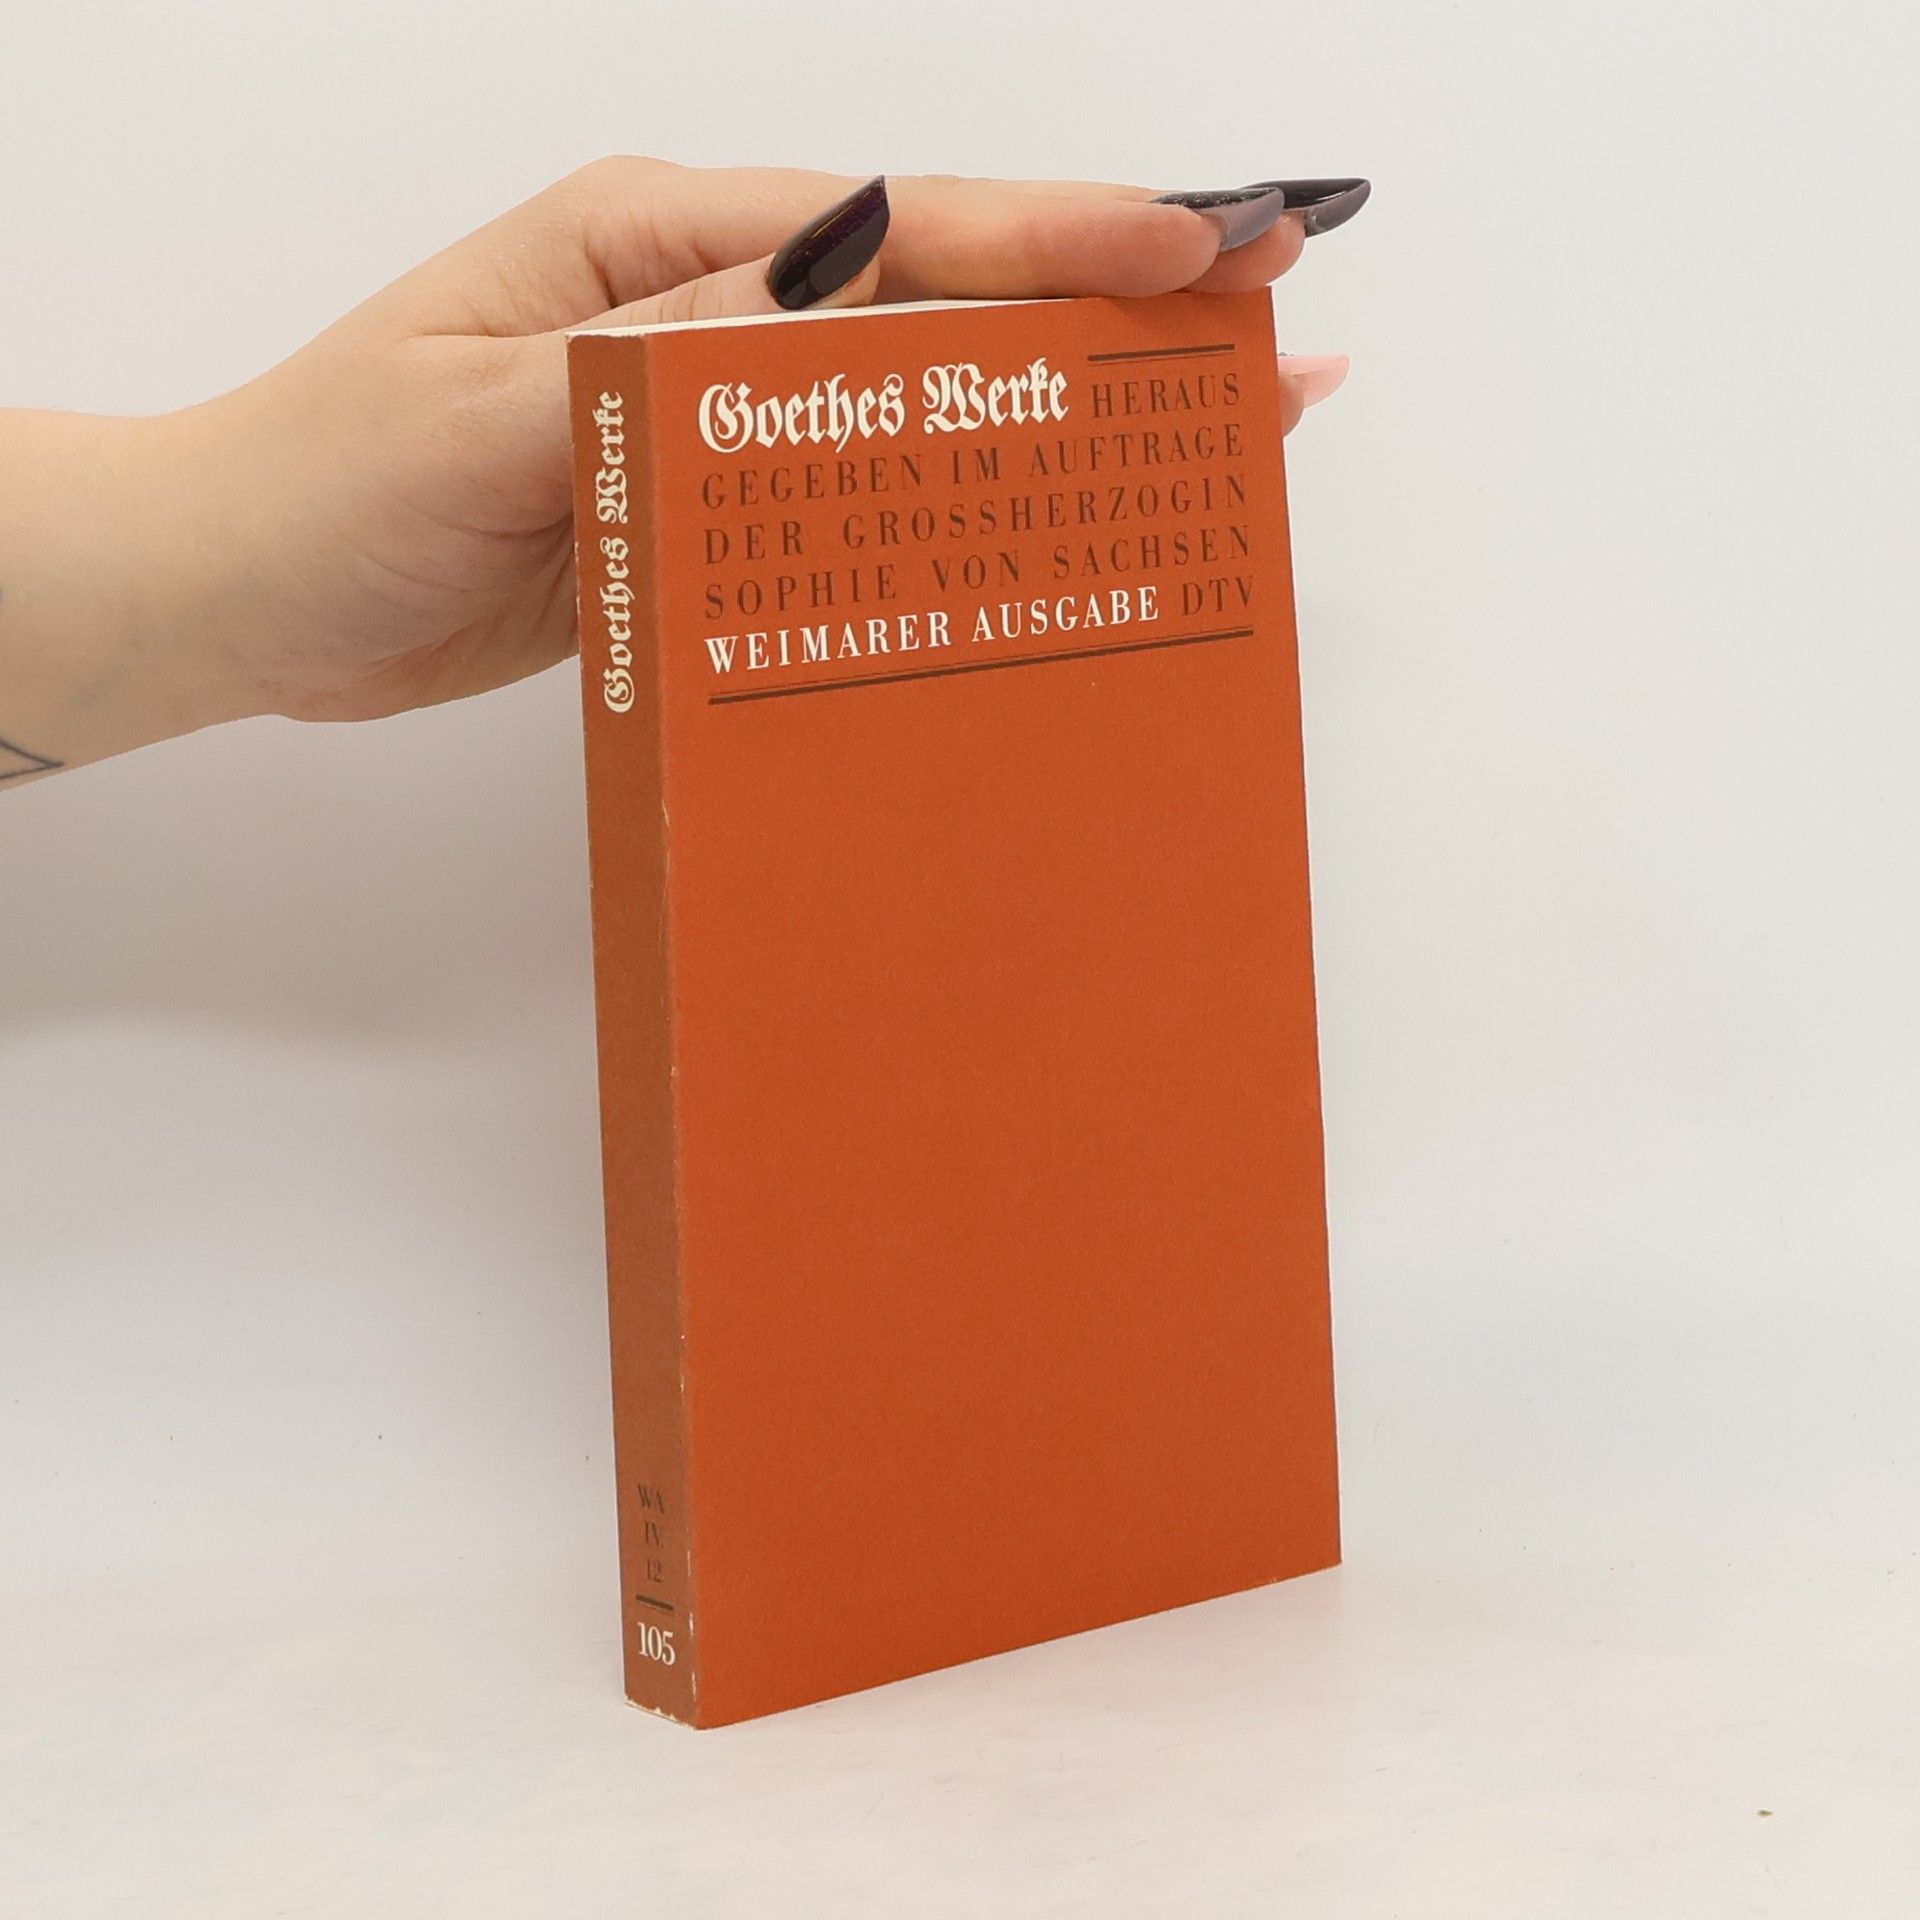 Goethes Werke HERAUS
GEGEBEN IM AUFTRAGE
DER GROSSHERZOGIN
SOPHIE VON SACHSEN
WEIMARER AUSGABE DTV
Goethes Werke
WA
IV.
12
105